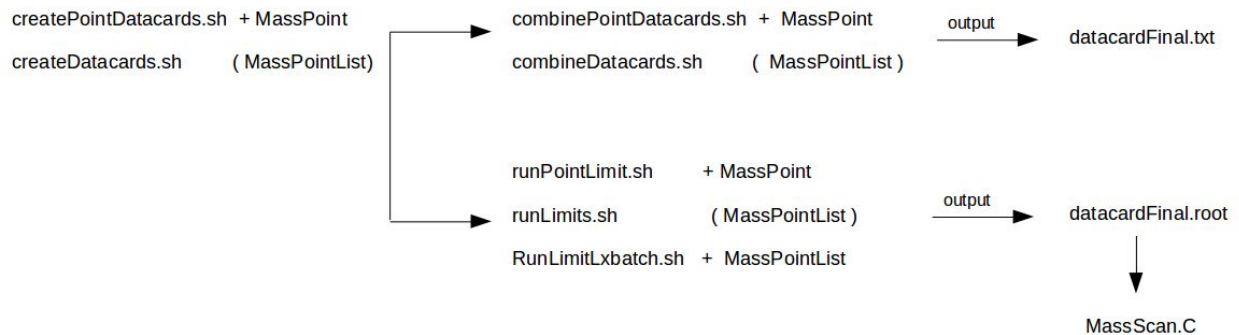 createPointDatacards.sh + MassPoint
createDatacards.sh ( MassPointList)
combinePointDatacards.sh + MassPoint
combineDatacards.sh ( MassPointList )
output
datacardFinal.txt
runPointLimit.sh + MassPoint
runLimits.sh ( MassPointList )
RunLimitLxbatch.sh + MassPointList
output
datacardFinal.root
MassScan.C